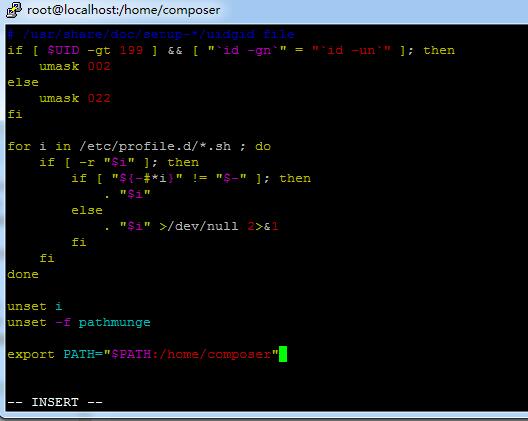 root@localhost:/home/composer
# /usr/share/doc/setup-*/uidgid file
if [ $UID -gt 199 ] && [ "`id -gn`" = "`id -un`" ]; then
    umask 002
else
    umask 022
fi

for i in /etc/profile.d/*.sh ; do
    if [ -r "$i" ]; then
        if [ "${-#*i}" != "$-" ]; then
            . "$i"
        else
            . "$i" >/dev/null 2>&1
        fi
    fi
done

unset i
unset -f pathmunge

export PATH="$PATH:/home/composer"

-- INSERT --